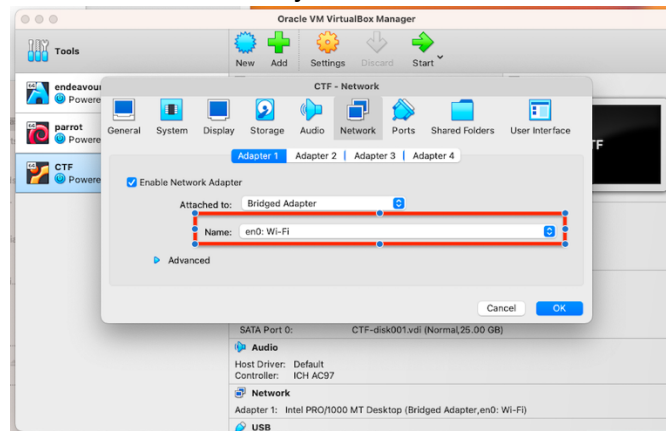 Oracle VM VirtualBox Manager
Tools
New Add Settings Discard Start
endeavou
Powere
parrot
Powere
CTF
Powere
CTF - Network
General System Display Storage Audio Network Ports Shared Folders User Interface
TF
Adapter 1 Adapter 2 Adapter 3 Adapter 4
Enable Network Adapter
Attached to: Bridged Adapter
Name: en0: Wi-Fi
Advanced
Cancel OK
SATA Port 0: CTF-disk001.vdi (Normal,25.00 GB)
Audio
Host Driver: Default
Controller: ICH AC97
Network
Adapter 1: Intel PRO/1000 MT Desktop (Bridged Adapter,en0: Wi-Fi)
USB